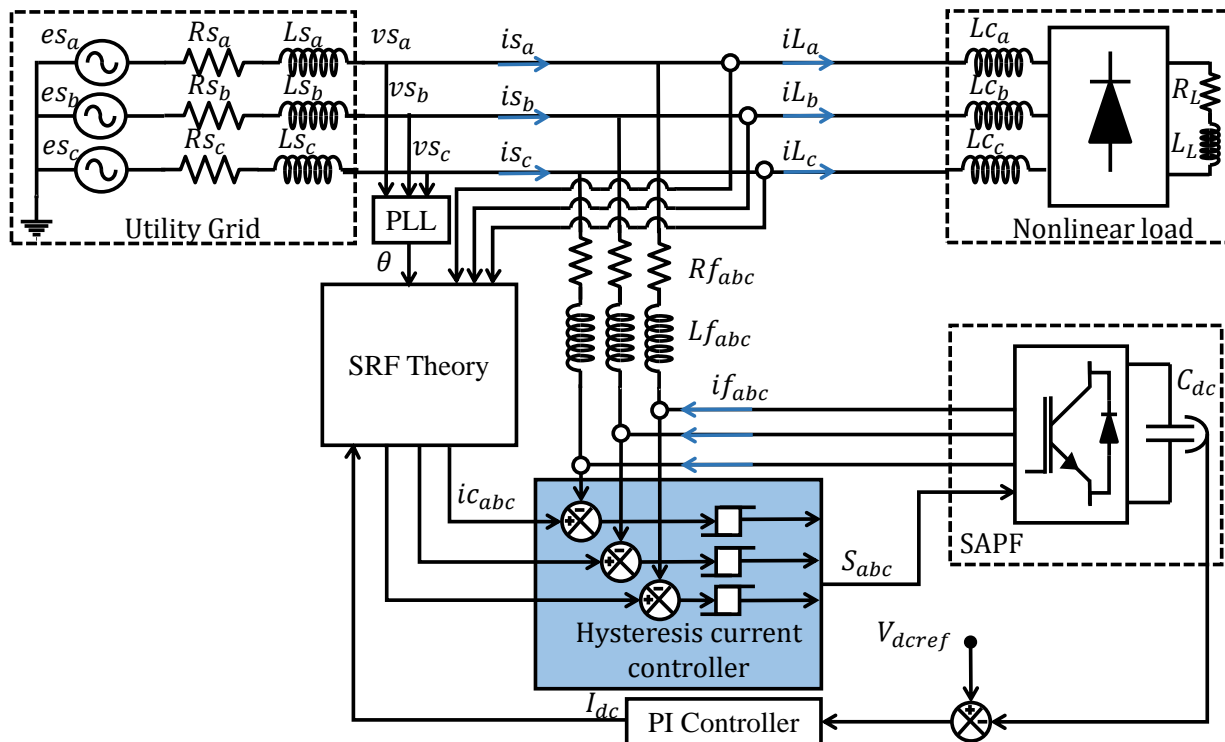 es_a Rs_a Ls_a vs_a is_a iL_a Lc_a
es_b Rs_b Ls_b vs_b is_b iL_b Lc_b R_L
es_c Rs_c Ls_c vs_c is_c iL_c Lc_c L_L
Utility Grid
PLL
Nonlinear load
θ
Rf_abc
SRF Theory
Lf_abc
if_abc
C_dc
ic_abc
+ -
+ -
+ -
SAPF
S_abc
Hysteresis current
controller
V_dcref
I_dc
PI Controller
+ -